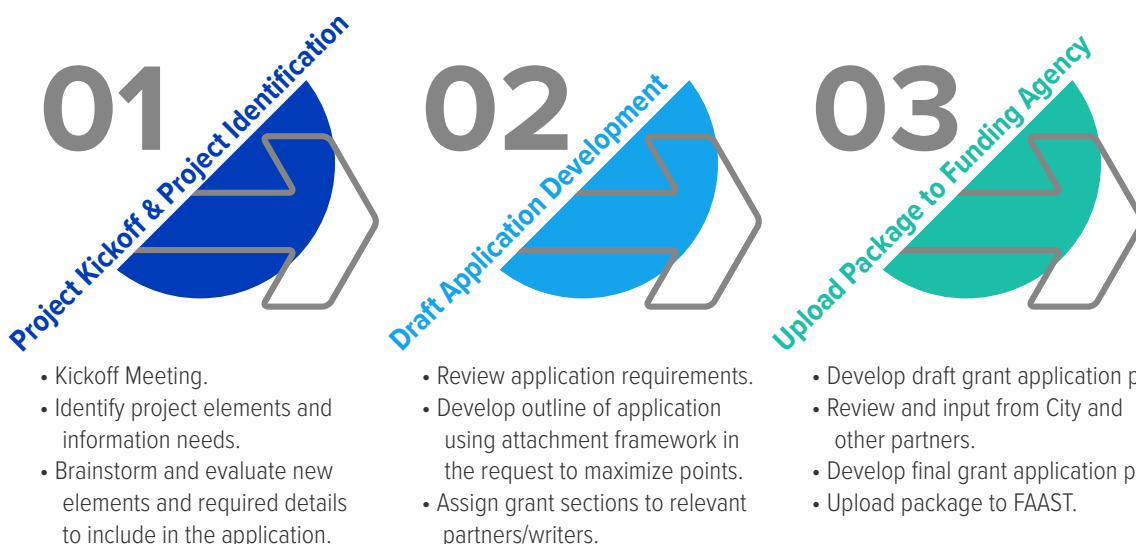 01
Project Kickoff & Project Identification
• Kickoff Meeting.
• Identify project elements and
information needs.
• Brainstorm and evaluate new
elements and required details
to include in the application.
02
Draft Application Development
• Review application requirements.
• Develop outline of application
using attachment framework in
the request to maximize points.
• Assign grant sections to relevant
partners/writers.
03
Upload Package to Funding Agency
• Develop draft grant application
• Review and input from City and
other partners.
• Develop final grant application
• Upload package to FAAST.